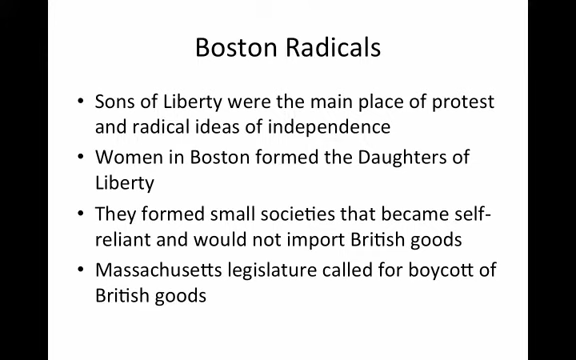 Boston Radicals
• Sons of Liberty were the main place of protest
and radical ideas of independence
• Women in Boston formed the Daughters of
Liberty
• They formed small societies that became self-
reliant and would not import British goods
• Massachusetts legislature called for boycott of
British goods